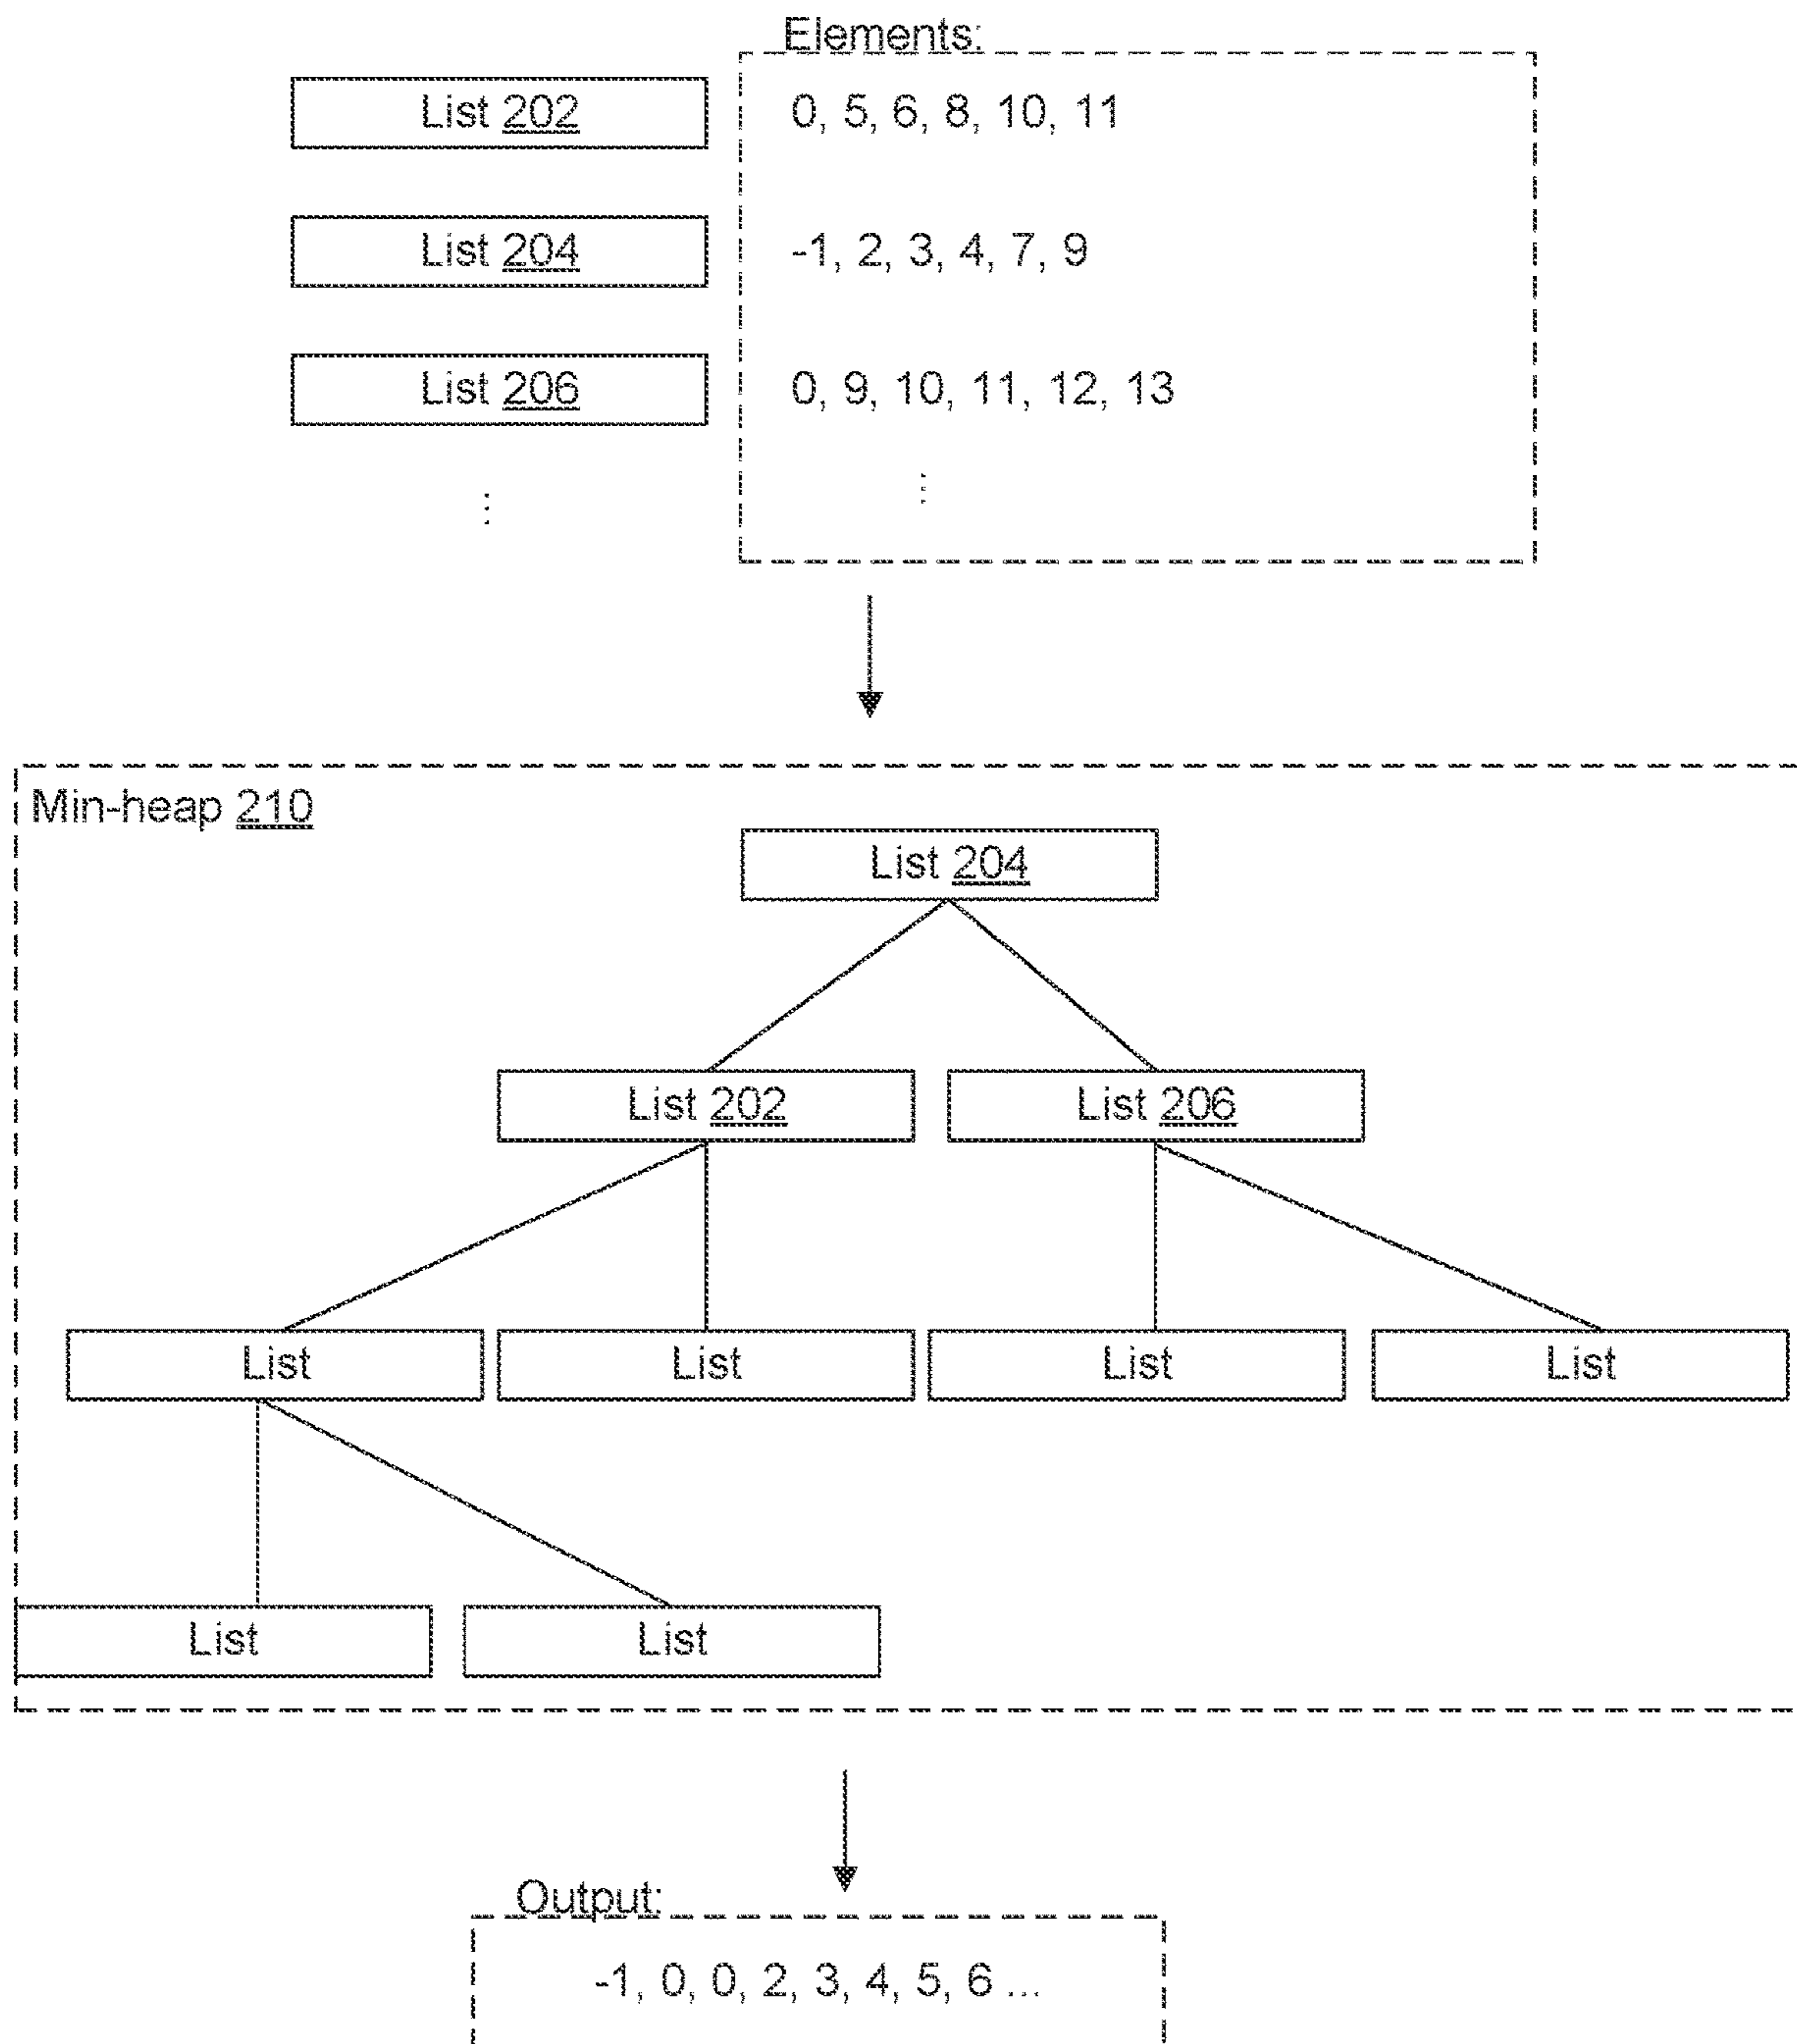 Elements:
List 202 0, 5, 6, 8, 10, 11
List 204 -1, 2, 3, 4, 7, 9
List 206 0, 9, 10, 11, 12, 13
⋮ ⋮
Min-heap 210
List 204
List 202 List 206
List List List List
List List
Output:
-1, 0, 0, 2, 3, 4, 5, 6 ...